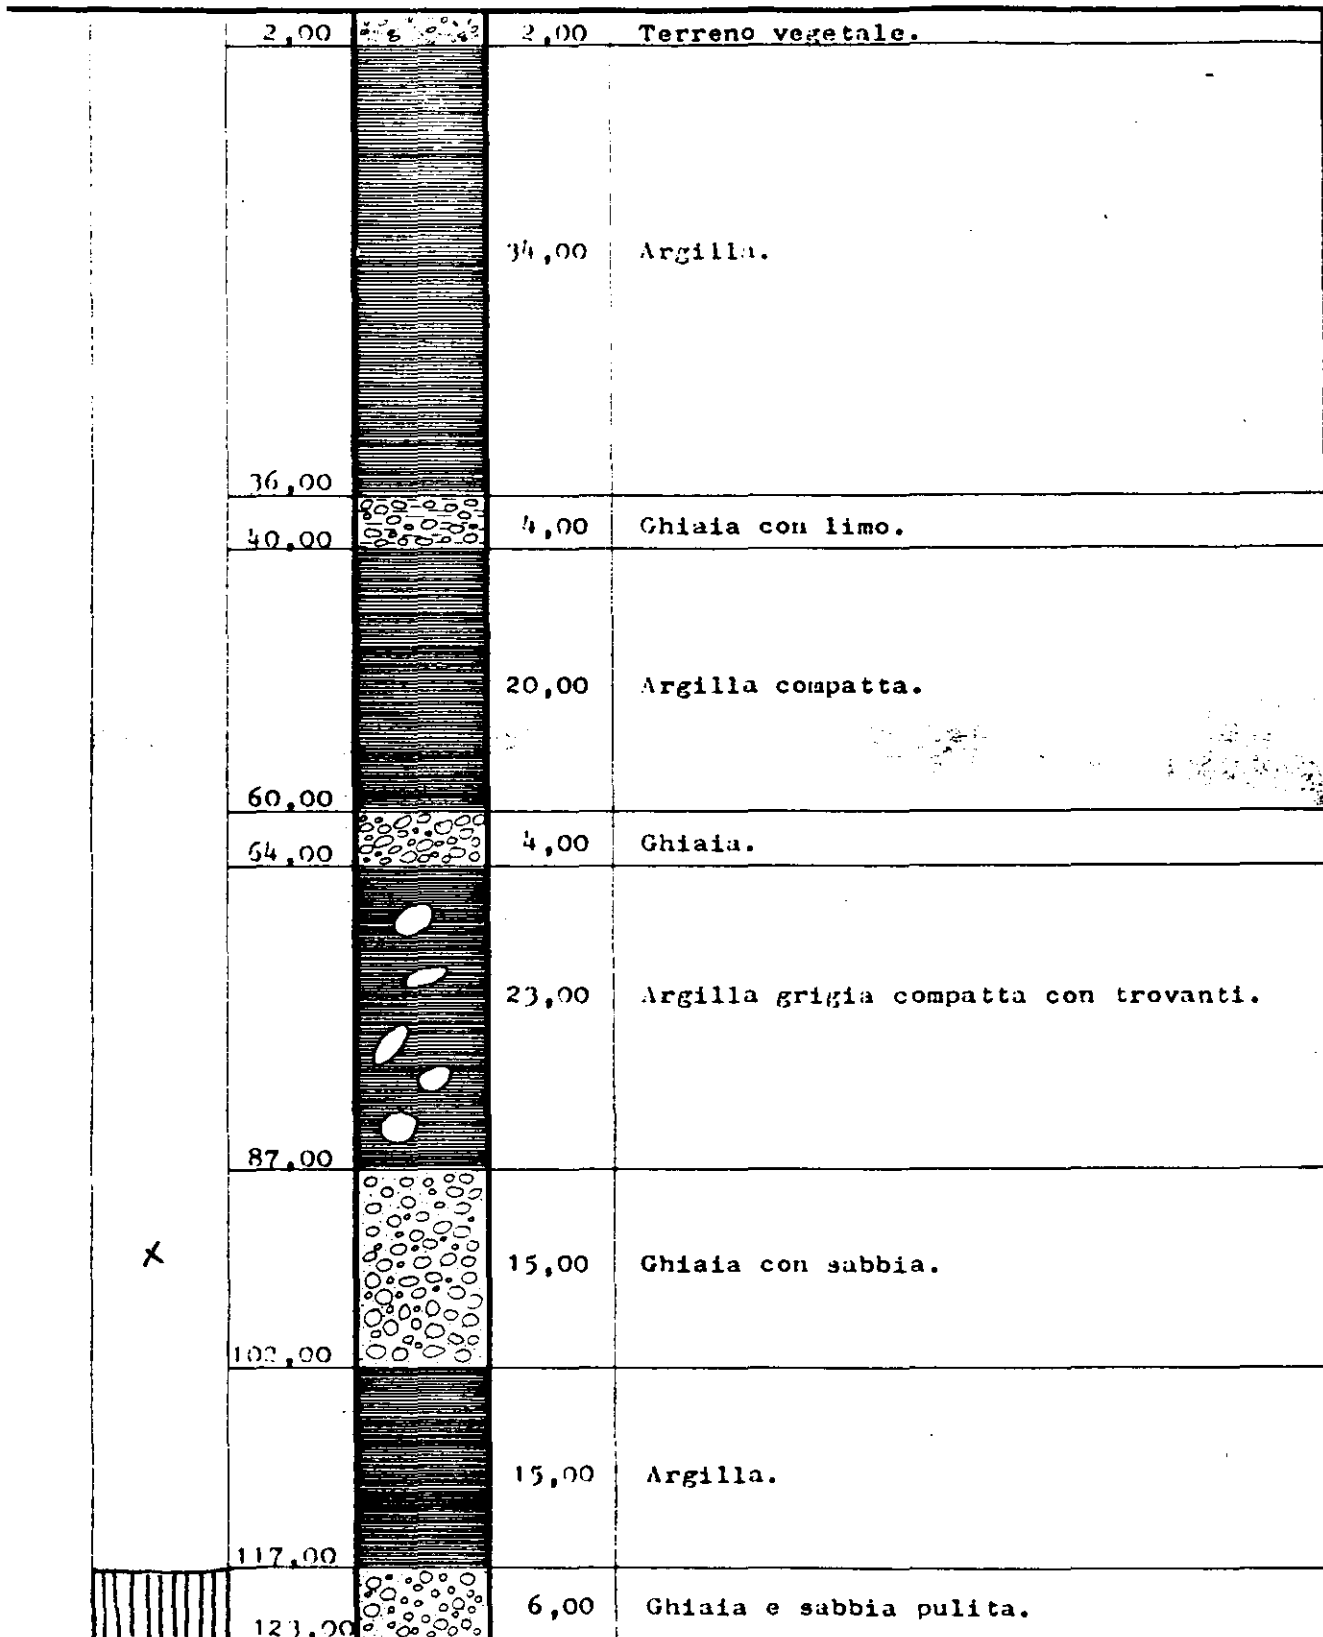 2,00 2,00 Terreno vegetale.
34,00 Argilla.
36,00
4,00 Ghiaia con limo.
40,00
20,00 Argilla compatta.
60,00
4,00 Ghiaia.
64,00
23,00 Argilla grigia compatta con trovanti.
87,00
X 15,00 Ghiaia con sabbia.
102,00
15,00 Argilla.
117,00
6,00 Ghiaia e sabbia pulita.
123,00